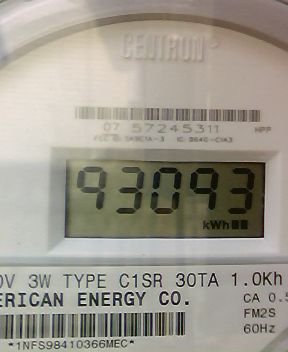 CENTRON®
07 57245311 HPP
93093
kWh
0V 3W TYPE C1SR 30TA 1.0Kh
ERICAN ENERGY CO. CA 0.5
FM2S
60Hz
*1NFS98410366MEC*